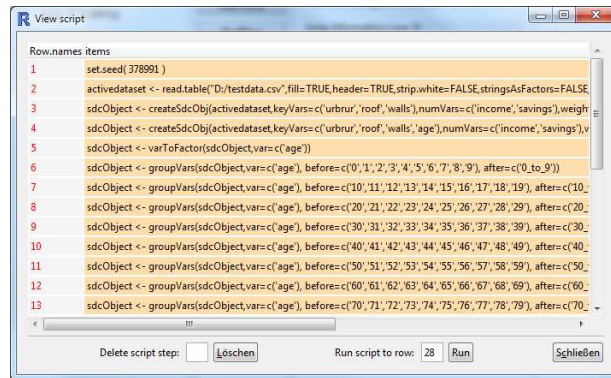 View script
Row.names items
1 set.seed( 378991 )
2 activedataset <- read.table("D:/testdata.csv",fill=TRUE,header=TRUE,strip.white=FALSE,stringsAsFactors=FALSE,
3 sdcObject <- createSdcObj(activedataset,keyVars=c('urbrur','roof','walls'),numVars=c('income','savings'),weigh
4 sdcObject <- createSdcObj(activedataset,keyVars=c('urbrur','roof','walls','age'),numVars=c('income','savings'),v
5 sdcObject <- varToFactor(sdcObject,var=c('age'))
6 sdcObject <- groupVars(sdcObject,var=c('age'), before=c('0','1','2','3','4','5','6','7','8','9'), after=c('0_to_9'))
7 sdcObject <- groupVars(sdcObject,var=c('age'), before=c('10','11','12','13','14','15','16','17','18','19'), after=c('10_
8 sdcObject <- groupVars(sdcObject,var=c('age'), before=c('20','21','22','23','24','25','26','27','28','29'), after=c('20_
9 sdcObject <- groupVars(sdcObject,var=c('age'), before=c('30','31','32','33','34','35','36','37','38','39'), after=c('30_
10 sdcObject <- groupVars(sdcObject,var=c('age'), before=c('40','41','42','43','44','45','46','47','48','49'), after=c('40_
11 sdcObject <- groupVars(sdcObject,var=c('age'), before=c('50','51','52','53','54','55','56','57','58','59'), after=c('50_
12 sdcObject <- groupVars(sdcObject,var=c('age'), before=c('60','61','62','63','64','65','66','67','68','69'), after=c('60_
13 sdcObject <- groupVars(sdcObject,var=c('age'), before=c('70','71','72','73','74','75','76','77','78','79'), after=c('70_
Delete script step: Löschen Run script to row: 28 Run Schließen